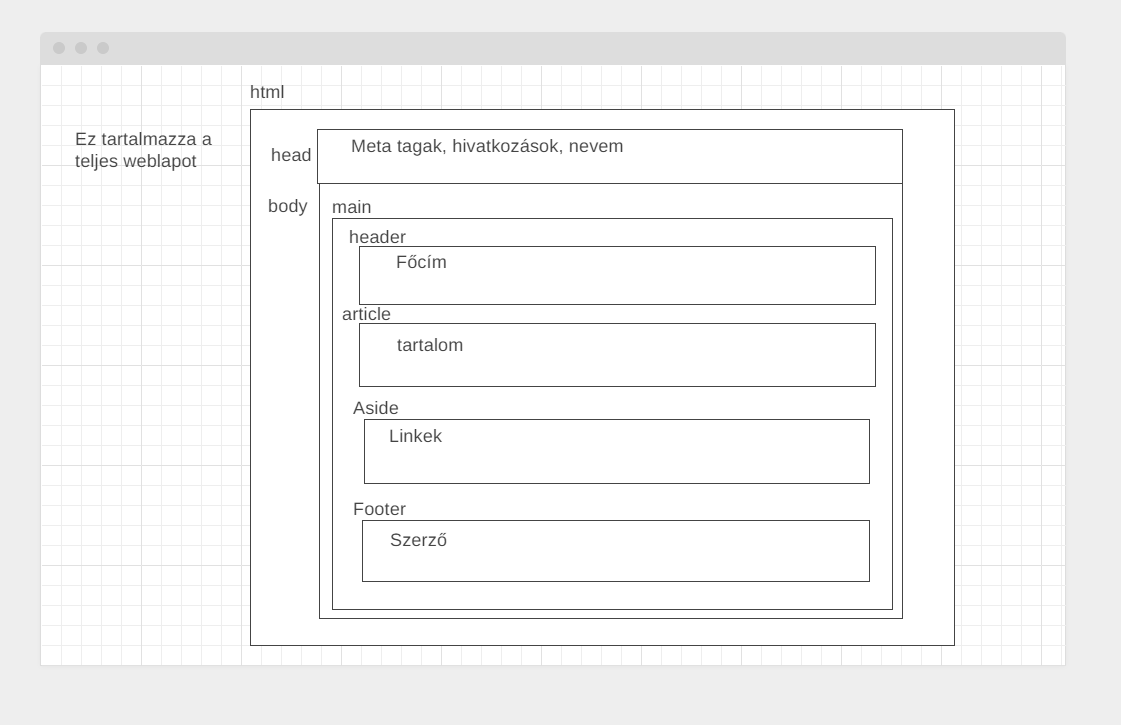 html
Ez tartalmazza a
teljes weblapot
head
Meta tagak, hivatkozások, nevem
body
main
header
Főcím
article
tartalom
Aside
Linkek
Footer
Szerző